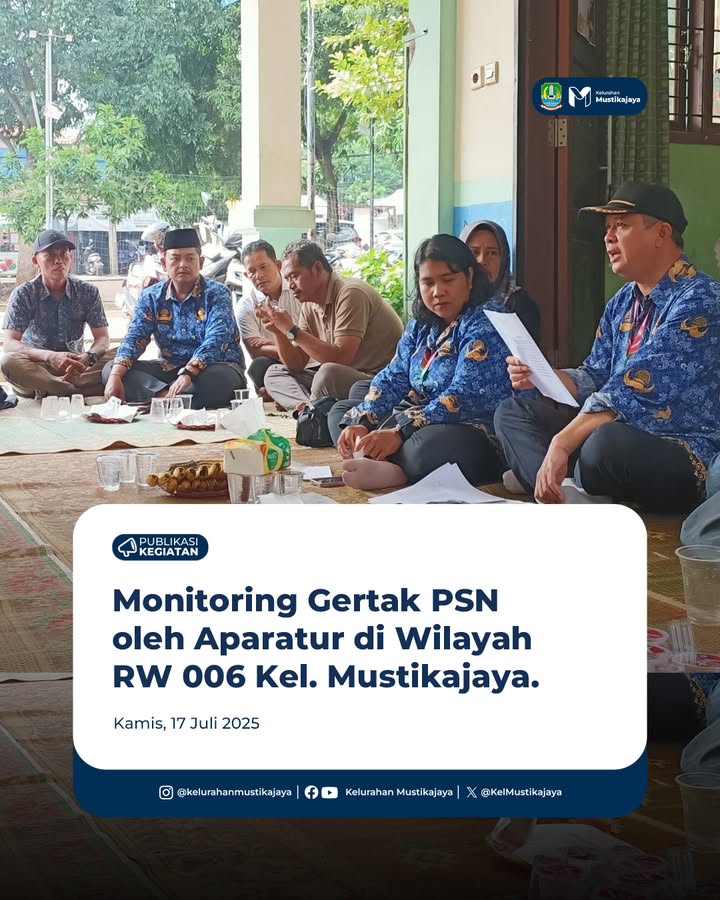 Kelurahan
Mustikajaya
PUBLIKASI
KEGIATAN
Monitoring Gertak PSN
oleh Aparatur di Wilayah
RW 006 Kel. Mustikajaya.
Kamis, 17 Juli 2025
@kelurahanmustikajaya | Kelurahan Mustikajaya | @KelMustikajaya